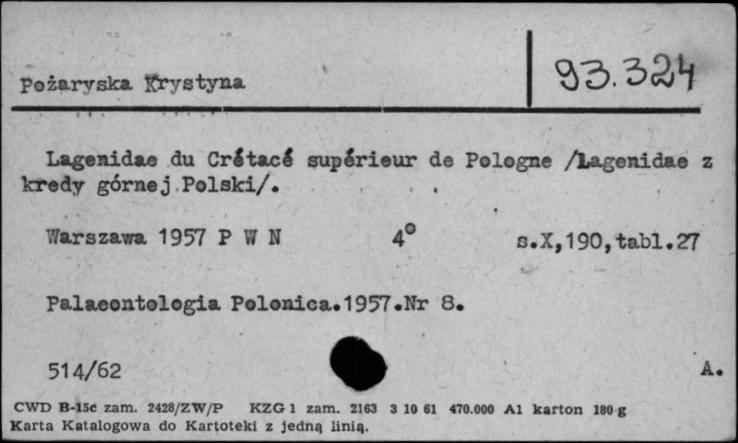 Pożaryska Krystyna
93.324
Lagenidae du Crétacé supérieur de Pologne /Lagenidae z
kredy górnej Polski/.
Warszawa 1957 P W N 4° s.X,190,tabl.27
Palaeontologia Polonica.1957.Nr 8.
514/62 A.
CWD B-15c zam. 2428/ZW/P KZG 1 zam. 2163 3 10 61 470.000 A1 karton 180 g
Karta Katalogowa do Kartoteki z jedną linią.